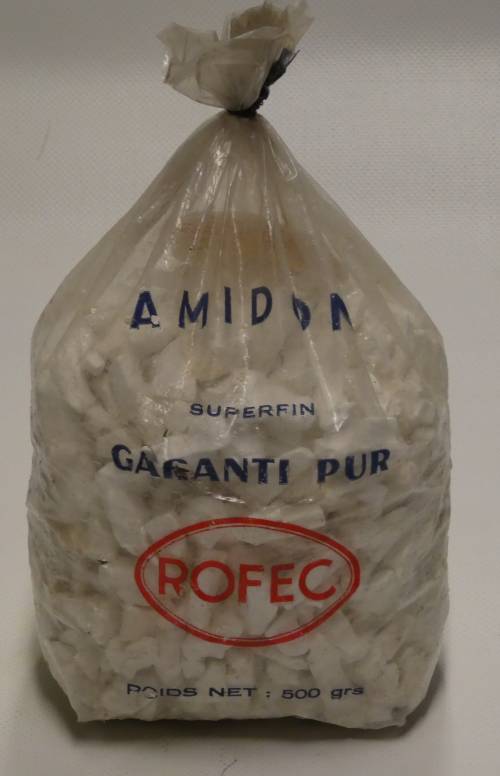 AMIDON
SUPERFIN
GARANTI PUR
ROFEC
POIDS NET : 500 grs